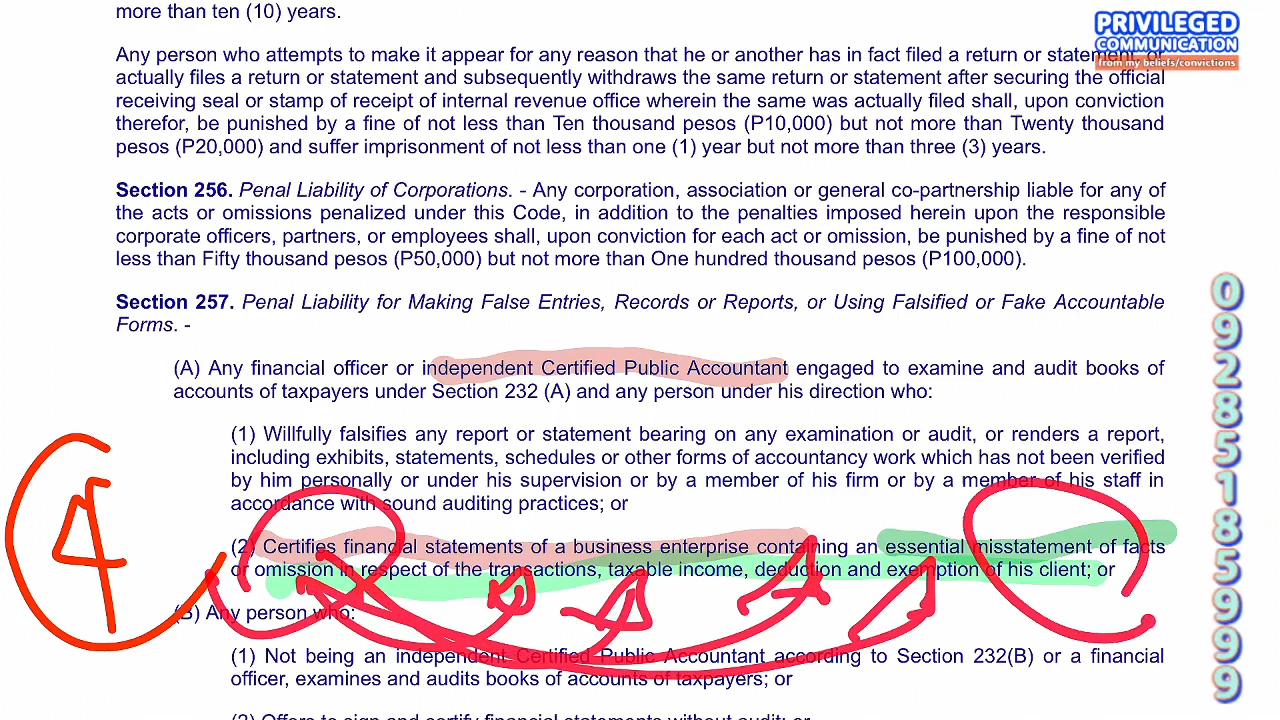 more than ten (10) years.
PRIVILEGED
COMMUNICATION
from my beliefs/convictions
Any person who attempts to make it appear for any reason that he or another has in fact filed a return or statement, or
actually files a return or statement and subsequently withdraws the same return or statement after securing the official
receiving seal or stamp of receipt of internal revenue office wherein the same was actually filed shall, upon conviction
therefor, be punished by a fine of not less than Ten thousand pesos (P10,000) but not more than Twenty thousand
pesos (P20,000) and suffer imprisonment of not less than one (1) year but not more than three (3) years.
Section 256. Penal Liability of Corporations. - Any corporation, association or general co-partnership liable for any of
the acts or omissions penalized under this Code, in addition to the penalties imposed herein upon the responsible
corporate officers, partners, or employees shall, upon conviction for each act or omission, be punished by a fine of not
less than Fifty thousand pesos (P50,000) but not more than One hundred thousand pesos (P100,000).
Section 257. Penal Liability for Making False Entries, Records or Reports, or Using Falsified or Fake Accountable
Forms. -
(A) Any financial officer or independent Certified Public Accountant engaged to examine and audit books of
accounts of taxpayers under Section 232 (A) and any person under his direction who:
(1) Willfully falsifies any report or statement bearing on any examination or audit, or renders a report,
including exhibits, statements, schedules or other forms of accountancy work which has not been verified
by him personally or under his supervision or by a member of his firm or by a member of his staff in
accordance with sound auditing practices; or
(2) Certifies financial statements of a business enterprise containing an essential misstatement of facts
or omission in respect of the transactions, taxable income, deduction and exemption of his client; or
(B) Any person who:
(1) Not being an independent Certified Public Accountant according to Section 232(B) or a financial
officer, examines and audits books of accounts of taxpayers; or
(2) Offers to sign and certify financial statements without audit; or
4
09285185999